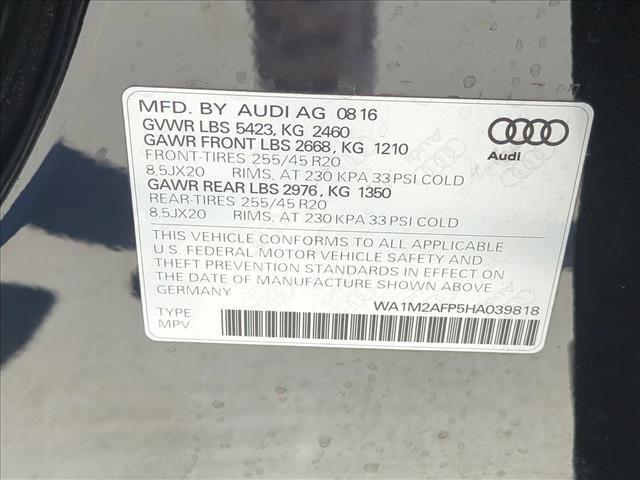 MFD. BY AUDI AG 08 16
GVWR LBS 5423, KG 2460
GAWR FRONT LBS 2668, KG 1210
FRONT-TIRES 255/45 R20
8,5JX20 RIMS, AT 230 KPA 33 PSI COLD
GAWR REAR LBS 2976, KG 1350
REAR-TIRES 255/45 R20
8,5JX20 RIMS, AT 230 KPA 33 PSI COLD
Audi
THIS VEHICLE CONFORMS TO ALL APPLICABLE
U.S. FEDERAL MOTOR VEHICLE SAFETY AND
THEFT PREVENTION STANDARDS IN EFFECT ON
THE DATE OF MANUFACTURE SHOWN ABOVE
GERMANY
WA1M2AFP5HA039818
TYPE:
MPV